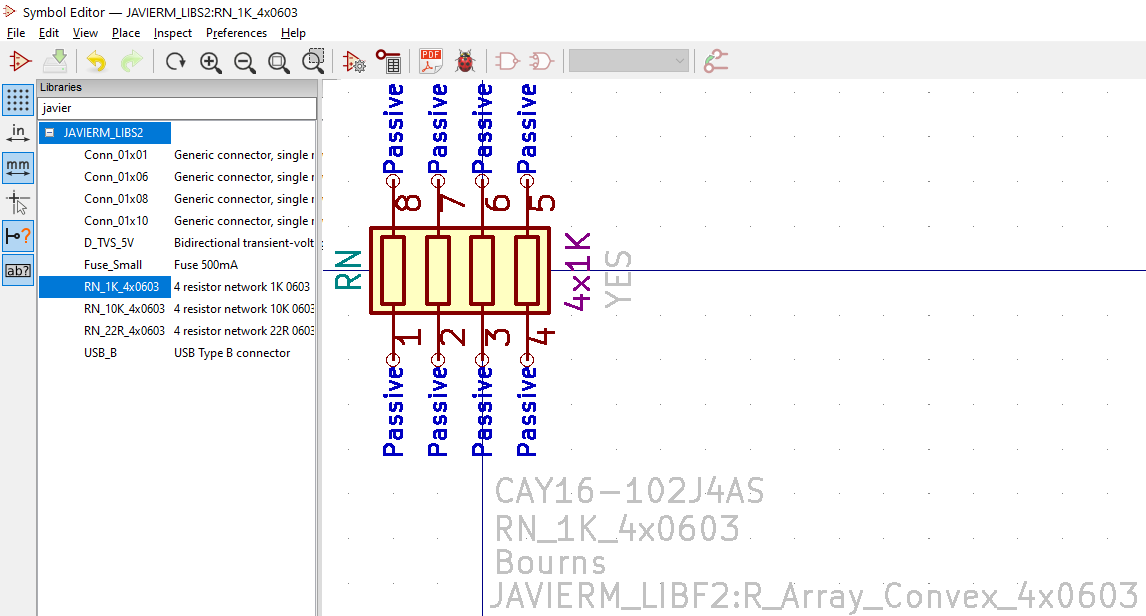 Symbol Editor — JAVIERM_LIBS2:RN_1K_4x0603
File Edit View Place Inspect Preferences Help
PDF
Libraries
javier
in
mm
ab?
JAVIERM_LIBS2
Conn_01x01 Generic connector, single r
Conn_01x06 Generic connector, single r
Conn_01x08 Generic connector, single r
Conn_01x10 Generic connector, single r
D_TVS_5V Bidirectional transient-volt
Fuse_Small Fuse 500mA
RN_1K_4x0603 4 resistor network 1K 0603
RN_10K_4x0603 4 resistor network 10K 0603
RN_22R_4x0603 4 resistor network 22R 0603
USB_B USB Type B connector
Passive Passive Passive Passive
8 7 6 5
RN
4x1K
YES
1 2 3 4
Passive Passive Passive Passive
CAY16-102J4AS
RN_1K_4x0603
Bourns
JAVIERM_LIBF2:R_Array_Convex_4x0603